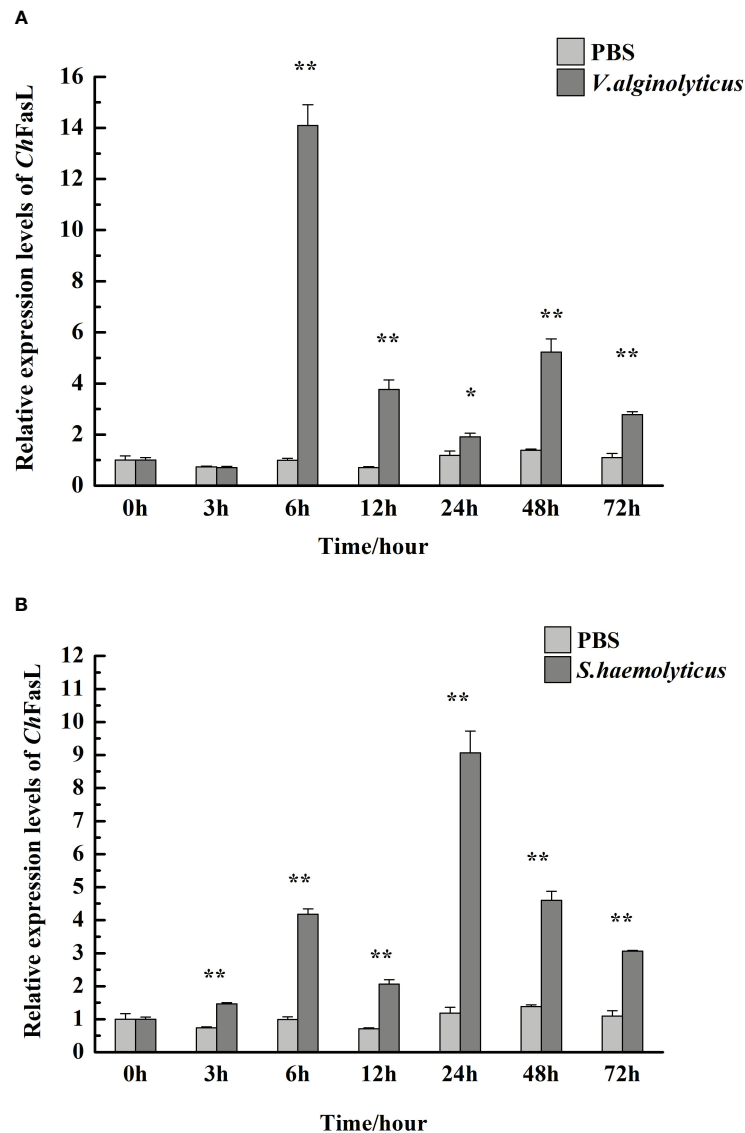 A
PBS
V.alginolyticus
Relative expression levels of ChFasL
16
14
12
10
8
6
4
2
0
**
**
*
**
**
0h 3h 6h 12h 24h 48h 72h
Time/hour
B
PBS
S.haemolyticus
Relative expression levels of ChFasL
12
11
10
9
8
7
6
5
4
3
2
1
0
**
**
**
**
**
**
0h 3h 6h 12h 24h 48h 72h
Time/hour